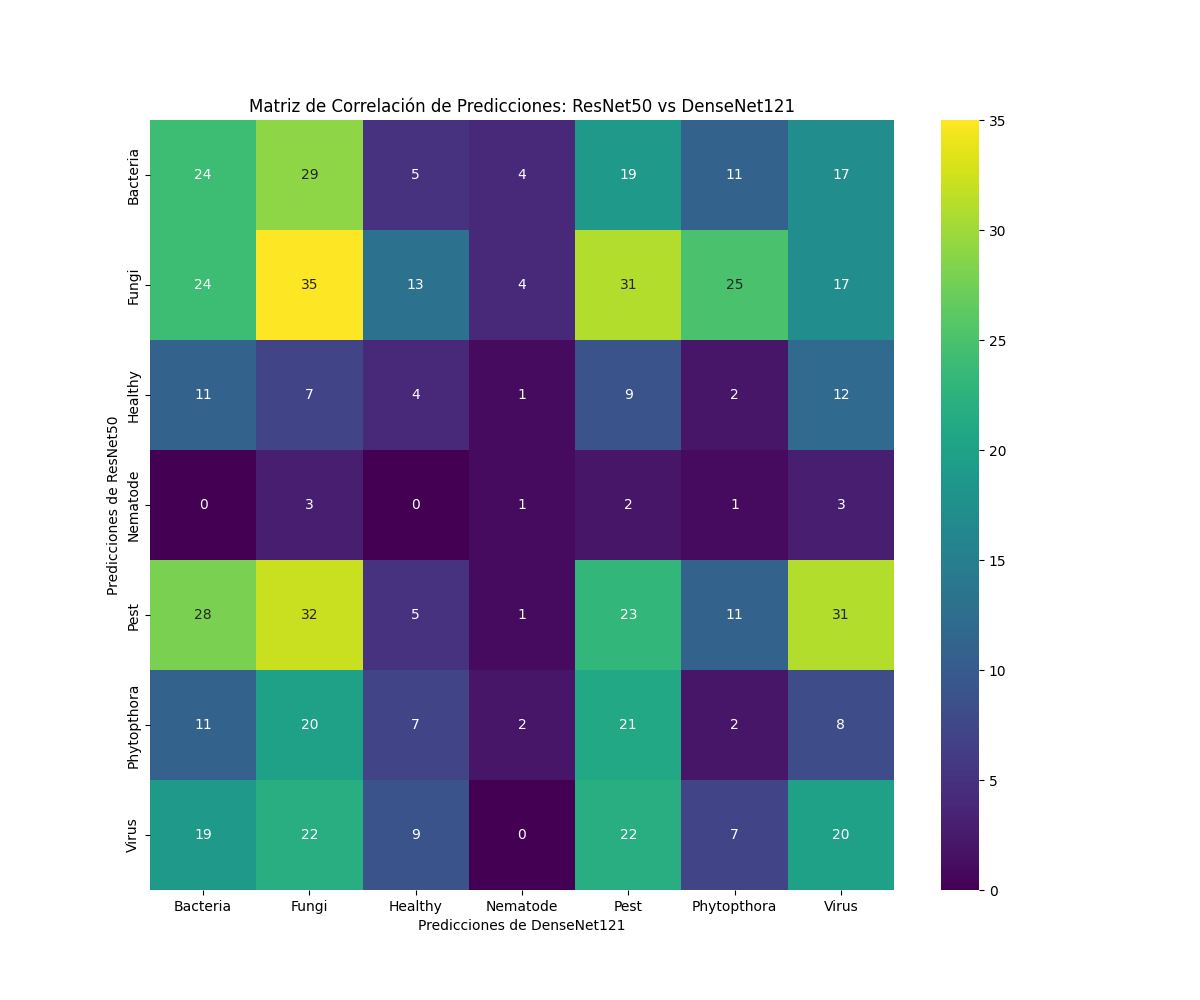 Matriz de Correlación de Predicciones: ResNet50 vs DenseNet121
Predicciones de ResNet50
Bacteria 24 29 5 4 19 11 17
Fungi 24 35 13 4 31 25 17
Healthy 11 7 4 1 9 2 12
Nematode 0 3 0 1 2 1 3
Pest 28 32 5 1 23 11 31
Phytopthora 11 20 7 2 21 2 8
Virus 19 22 9 0 22 7 20
Bacteria Fungi Healthy Nematode Pest Phytopthora Virus
Predicciones de DenseNet121
35
30
25
20
15
10
5
0